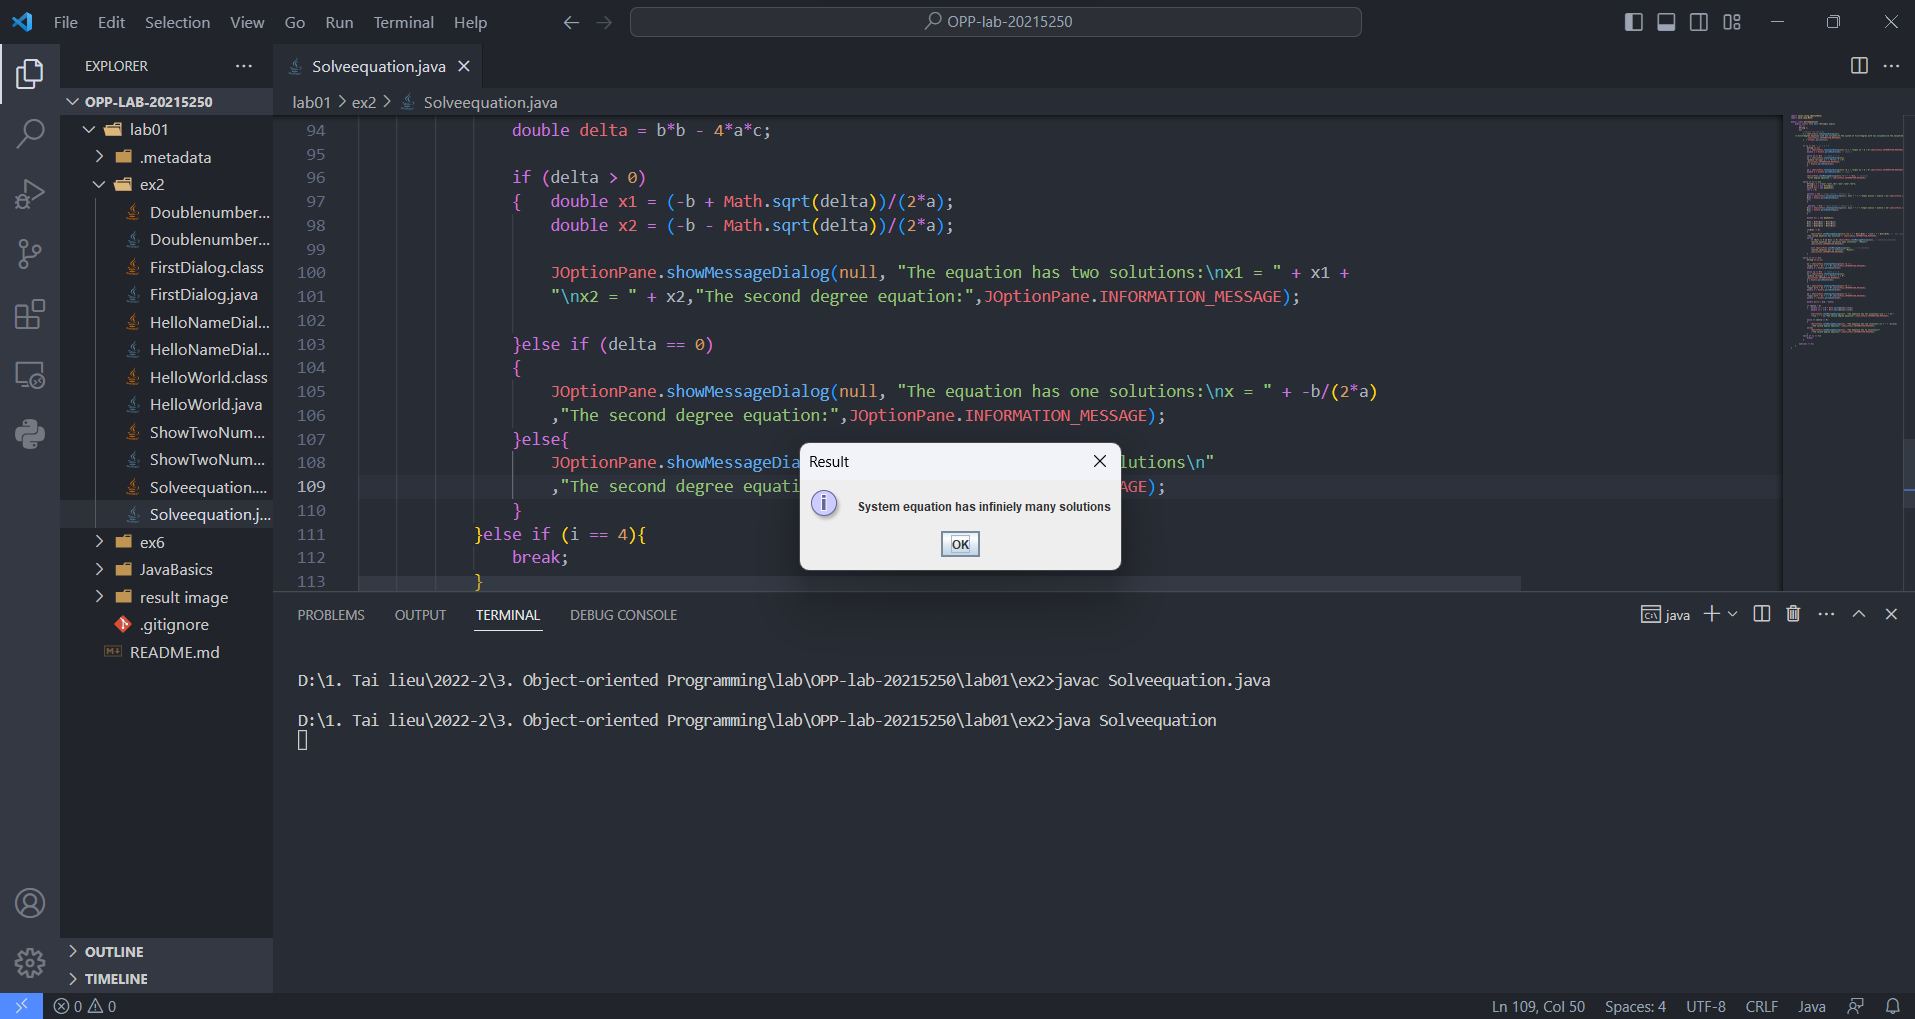 File Edit Selection View Go Run Terminal Help
OPP-lab-20215250
EXPLORER
Solveequation.java
OPP-LAB-20215250
lab01
.metadata
ex2
Doublenumber...
Doublenumber...
FirstDialog.class
FirstDialog.java
HelloNameDial...
HelloNameDial...
HelloWorld.class
HelloWorld.java
ShowTwoNum...
ShowTwoNum...
Solveequation....
Solveequation.j...
ex6
JavaBasics
result image
.gitignore
README.md
OUTLINE
TIMELINE
lab01 > ex2 > Solveequation.java
94 double delta = b*b - 4*a*c;
95
96 if (delta > 0)
97 { double x1 = (-b + Math.sqrt(delta))/(2*a);
98 double x2 = (-b - Math.sqrt(delta))/(2*a);
99
100 JOptionPane.showMessageDialog(null, "The equation has two solutions:\nx1 = " + x1 +
101 "\nx2 = " + x2,"The second degree equation:",JOptionPane.INFORMATION_MESSAGE);
102
103 }else if (delta == 0)
104 {
105 JOptionPane.showMessageDialog(null, "The equation has one solutions:\nx = " + -b/(2*a)
106 ,"The second degree equation:",JOptionPane.INFORMATION_MESSAGE);
107 }else{
108 JOptionPane.showMessageDia lutions\n"
109 ,"The second degree equati AGE);
110 }
111 }else if (i == 4){
112 break;
113 }
Result
System equation has infiniely many solutions
OK
PROBLEMS OUTPUT TERMINAL DEBUG CONSOLE
java
D:\1. Tai lieu\2022-2\3. Object-oriented Programming\lab\OPP-lab-20215250\lab01\ex2>javac Solveequation.java
D:\1. Tai lieu\2022-2\3. Object-oriented Programming\lab\OPP-lab-20215250\lab01\ex2>java Solveequation
0 0
Ln 109, Col 50 Spaces: 4 UTF-8 CRLF Java